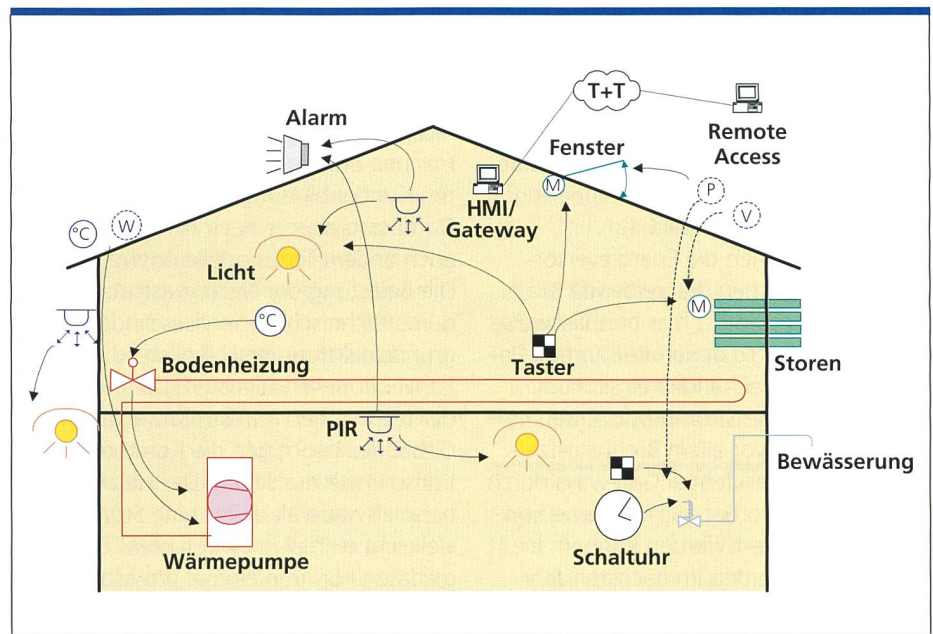 T+T
Alarm
Remote
Access
Fenster
M
P
HMI/
Gateway
V
°C
W
Licht
M
°C
Bodenheizung
Taster
Storen
PIR
Bewässerung
Wärmepumpe
Schaltuhr